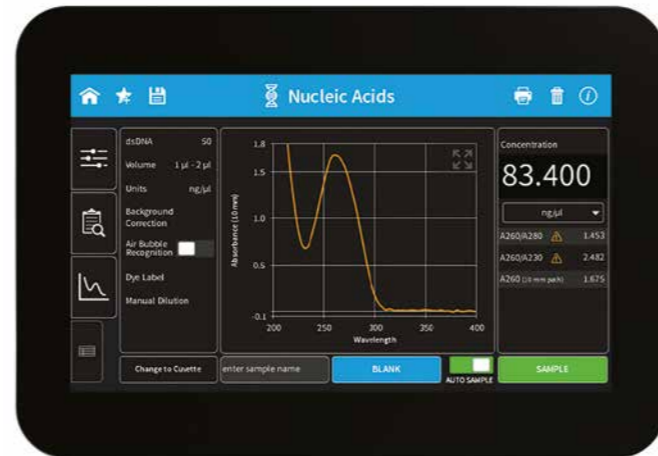 Nucleic Acids
dsDNA 50
Volume 1 µl - 2 µl
Units ng/µl
Background
Correction
Air Bubble
Recognition
Dye Label
Manual Dilution
1.8
1.5
1.0
0.5
-0.1
Absorbance (10 mm)
200 250 300 350 400
Wavelength
Concentration
83.400
ng/µl
A260/A280 1.453
A260/A230 2.482
A260 (10 mm path) 1.675
Change to Cuvette
enter sample name
BLANK
AUTO SAMPLE
SAMPLE